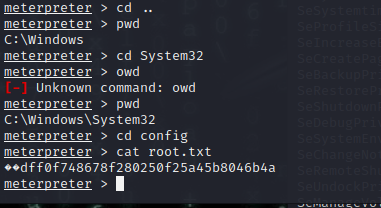 meterpreter > cd ..
meterpreter > pwd
C:\Windows
meterpreter > cd System32
meterpreter > owd
[-] Unknown command: owd
meterpreter > pwd
C:\Windows\System32
meterpreter > cd config
meterpreter > cat root.txt
��dff0f748678f280250f25a45b8046b4a
meterpreter >